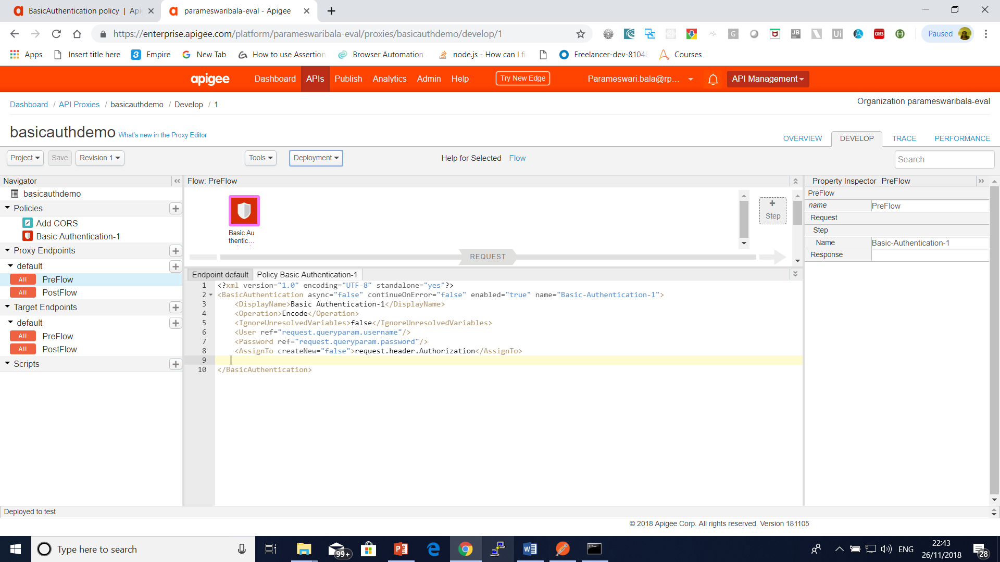 BasicAuthentication policy | Api
parameswaribala-eval - Apigee
https://enterprise.apigee.com/platform/parameswaribala-eval/proxies/basicauthdemo/develop/1
G
JB
Ui
CORS
Paused
Apps
Insert title here
Empire
New Tab
How to use Assertion
Browser Automation
node.js - How can I fi
Freelancer-dev-8104
Courses
apigee
Dashboard
APIs
Publish
Analytics
Admin
Help
Try New Edge
Parameswari.bala@rp...
API Management
Dashboard / API Proxies / basicauthdemo / Develop / 1
Organization parameswaribala-eval
basicauthdemo What's new in the Proxy Editor
OVERVIEW
DEVELOP
TRACE
PERFORMANCE
Project
Save
Revision 1
Tools
Deployment
Help for Selected Flow
Search
Navigator
basicauthdemo
Policies
Add CORS
Basic Authentication-1
Proxy Endpoints
default
All PreFlow
All PostFlow
Target Endpoints
default
All PreFlow
All PostFlow
Scripts
Flow: PreFlow
Basic Au
thentic...
+
Step
REQUEST
Endpoint default
Policy Basic Authentication-1
1 <?xml version="1.0" encoding="UTF-8" standalone="yes"?>
2 <BasicAuthentication async="false" continueOnError="false" enabled="true" name="Basic-Authentication-1">
3 <DisplayName>Basic Authentication-1</DisplayName>
4 <Operation>Encode</Operation>
5 <IgnoreUnresolvedVariables>false</IgnoreUnresolvedVariables>
6 <User ref="request.queryparam.username"/>
7 <Password ref="request.queryparam.password"/>
8 <AssignTo createNew="false">request.header.Authorization</AssignTo>
9
10 </BasicAuthentication>
Property Inspector PreFlow
PreFlow
name PreFlow
Request
Step
Name Basic-Authentication-1
Response
Deployed to test
© 2018 Apigee Corp. All rights reserved. Version 181105
Type here to search
99+
ENG
22:43
26/11/2018
28